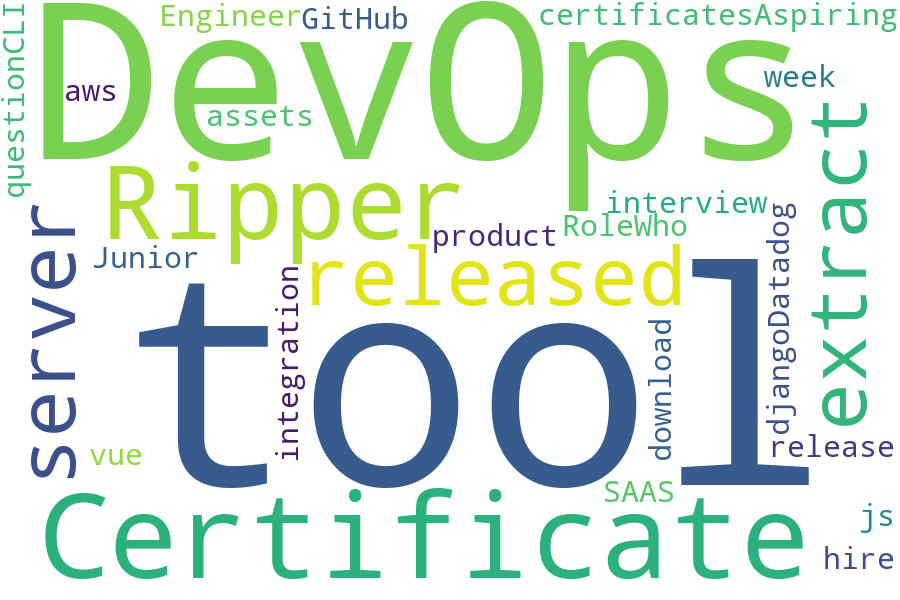 questionCLI
Engineer
GitHub
certificatesAspiring
DevOps
aws
assets
week
Ripper
extract
interview
RoleWho
product
server
Junior
released
djangoDatadog
integration
tool
download
vue
release
SAAS
Certificate
js
hire